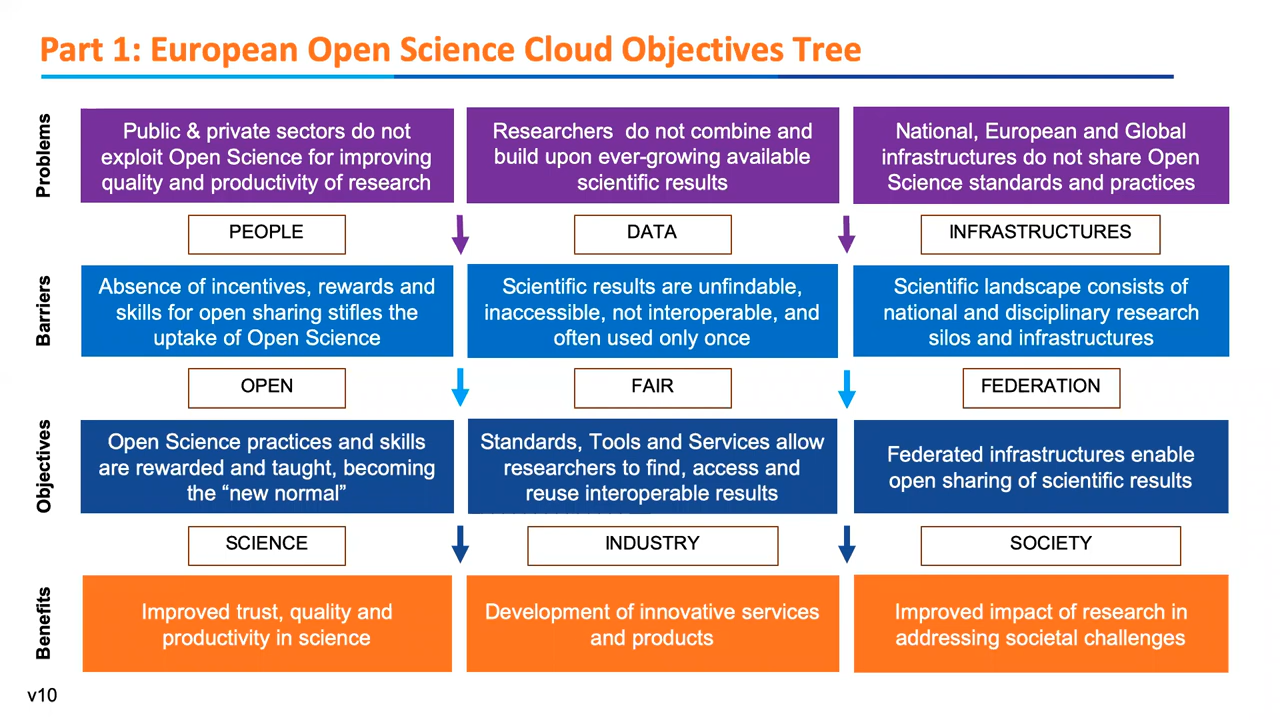 Part 1: European Open Science Cloud Objectives Tree
Problems
Public & private sectors do not
exploit Open Science for improving
quality and productivity of research
Researchers do not combine and
build upon ever-growing available
scientific results
National, European and Global
infrastructures do not share Open
Science standards and practices
PEOPLE
DATA
INFRASTRUCTURES
Barriers
Absence of incentives, rewards and
skills for open sharing stifles the
uptake of Open Science
Scientific results are unfindable,
inaccessible, not interoperable, and
often used only once
Scientific landscape consists of
national and disciplinary research
silos and infrastructures
OPEN
FAIR
FEDERATION
Objectives
Open Science practices and skills
are rewarded and taught, becoming
the “new normal”
Standards, Tools and Services allow
researchers to find, access and
reuse interoperable results
Federated infrastructures enable
open sharing of scientific results
SCIENCE
INDUSTRY
SOCIETY
Benefits
Improved trust, quality and
productivity in science
Development of innovative services
and products
Improved impact of research in
addressing societal challenges
v10